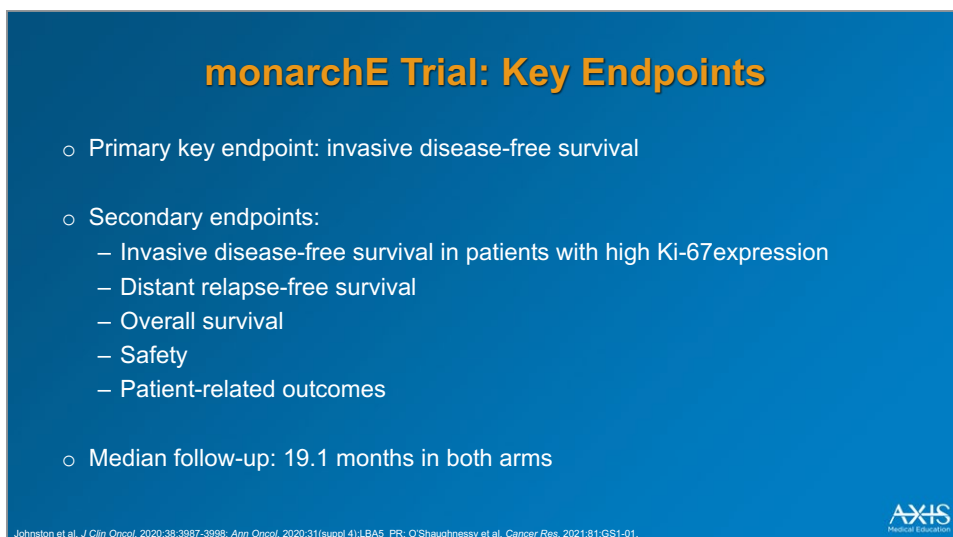 monarchE Trial: Key Endpoints
○ Primary key endpoint: invasive disease-free survival
○ Secondary endpoints:
– Invasive disease-free survival in patients with high Ki-67expression
– Distant relapse-free survival
– Overall survival
– Safety
– Patient-related outcomes
○ Median follow-up: 19.1 months in both arms
Johnston et al. J Clin Oncol. 2020;38:3987-3998; Ann Oncol. 2020;31(suppl 4):LBA5_PR; O'Shaughnessy et al. Cancer Res. 2021;81:GS1-01.
AXIS
Medical Education